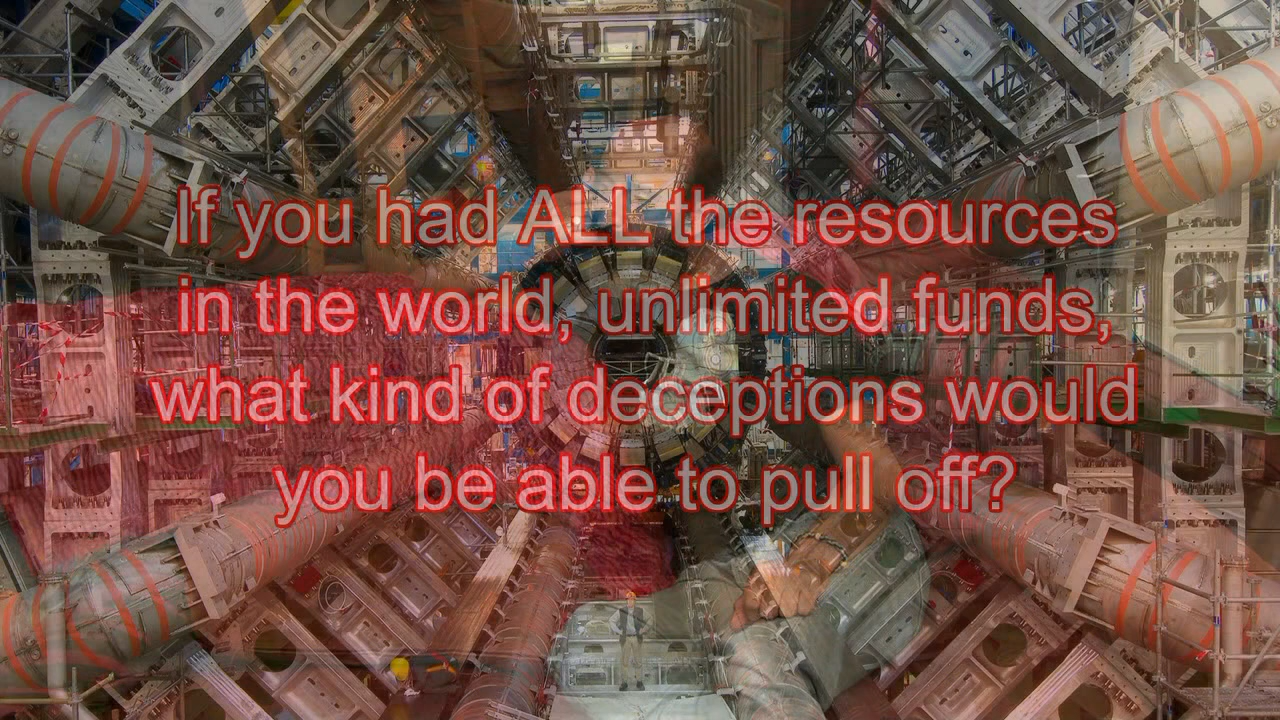 If you had ALL the resources
in the world, unlimited funds,
what kind of deceptions would
you be able to pull off?